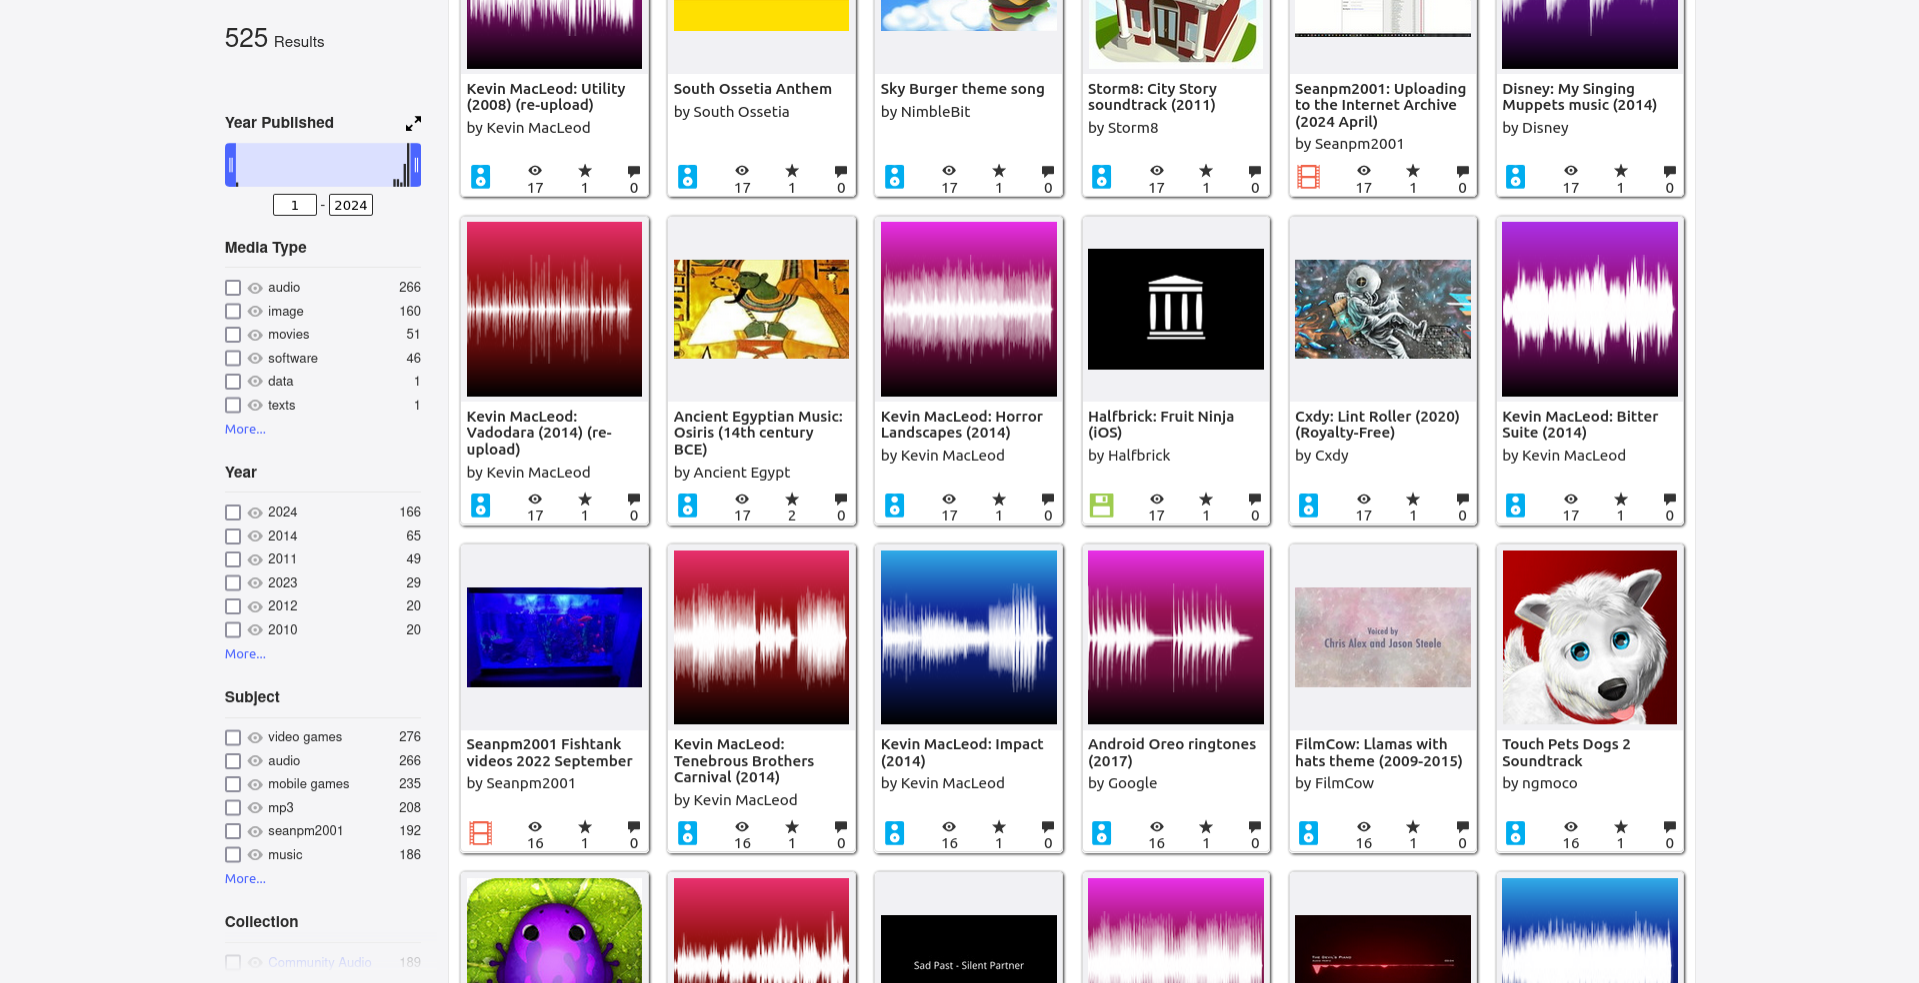 525 Results
Year Published
1 - 2024
Media Type
audio 266
image 160
movies 51
software 46
data 1
texts 1
More...
Year
2024 166
2014 65
2011 49
2023 29
2012 20
2010 20
More...
Subject
video games 276
audio 266
mobile games 235
mp3 208
seanpm2001 192
music 186
More...
Collection
Community Audio 189
Kevin MacLeod: Utility
(2008) (re-upload)
by Kevin MacLeod
17 1 0
South Ossetia Anthem
by South Ossetia
17 1 0
Sky Burger theme song
by NimbleBit
17 1 0
Storm8: City Story
soundtrack (2011)
by Storm8
17 1 0
Seanpm2001: Uploading
to the Internet Archive
(2024 April)
by Seanpm2001
17 1 0
Disney: My Singing
Muppets music (2014)
by Disney
17 1 0
Kevin MacLeod:
Vadodara (2014) (re-
upload)
by Kevin MacLeod
17 1 0
Ancient Egyptian Music:
Osiris (14th century
BCE)
by Ancient Egypt
17 2 0
Kevin MacLeod: Horror
Landscapes (2014)
by Kevin MacLeod
17 1 0
Halfbrick: Fruit Ninja
(iOS)
by Halfbrick
17 1 0
Cxdy: Lint Roller (2020)
(Royalty-Free)
by Cxdy
17 1 0
Kevin MacLeod: Bitter
Suite (2014)
by Kevin MacLeod
17 1 0
Seanpm2001 Fishtank
videos 2022 September
by Seanpm2001
16 1 0
Kevin MacLeod:
Tenebrous Brothers
Carnival (2014)
by Kevin MacLeod
16 1 0
Kevin MacLeod: Impact
(2014)
by Kevin MacLeod
16 1 0
Android Oreo ringtones
(2017)
by Google
16 1 0
Voiced by
Chris Alex and Jason Steele
FilmCow: Llamas with
hats theme (2009-2015)
by FilmCow
16 1 0
Touch Pets Dogs 2
Soundtrack
by ngmoco
16 1 0
Sad Past - Silent Partner
The Devil's Piano